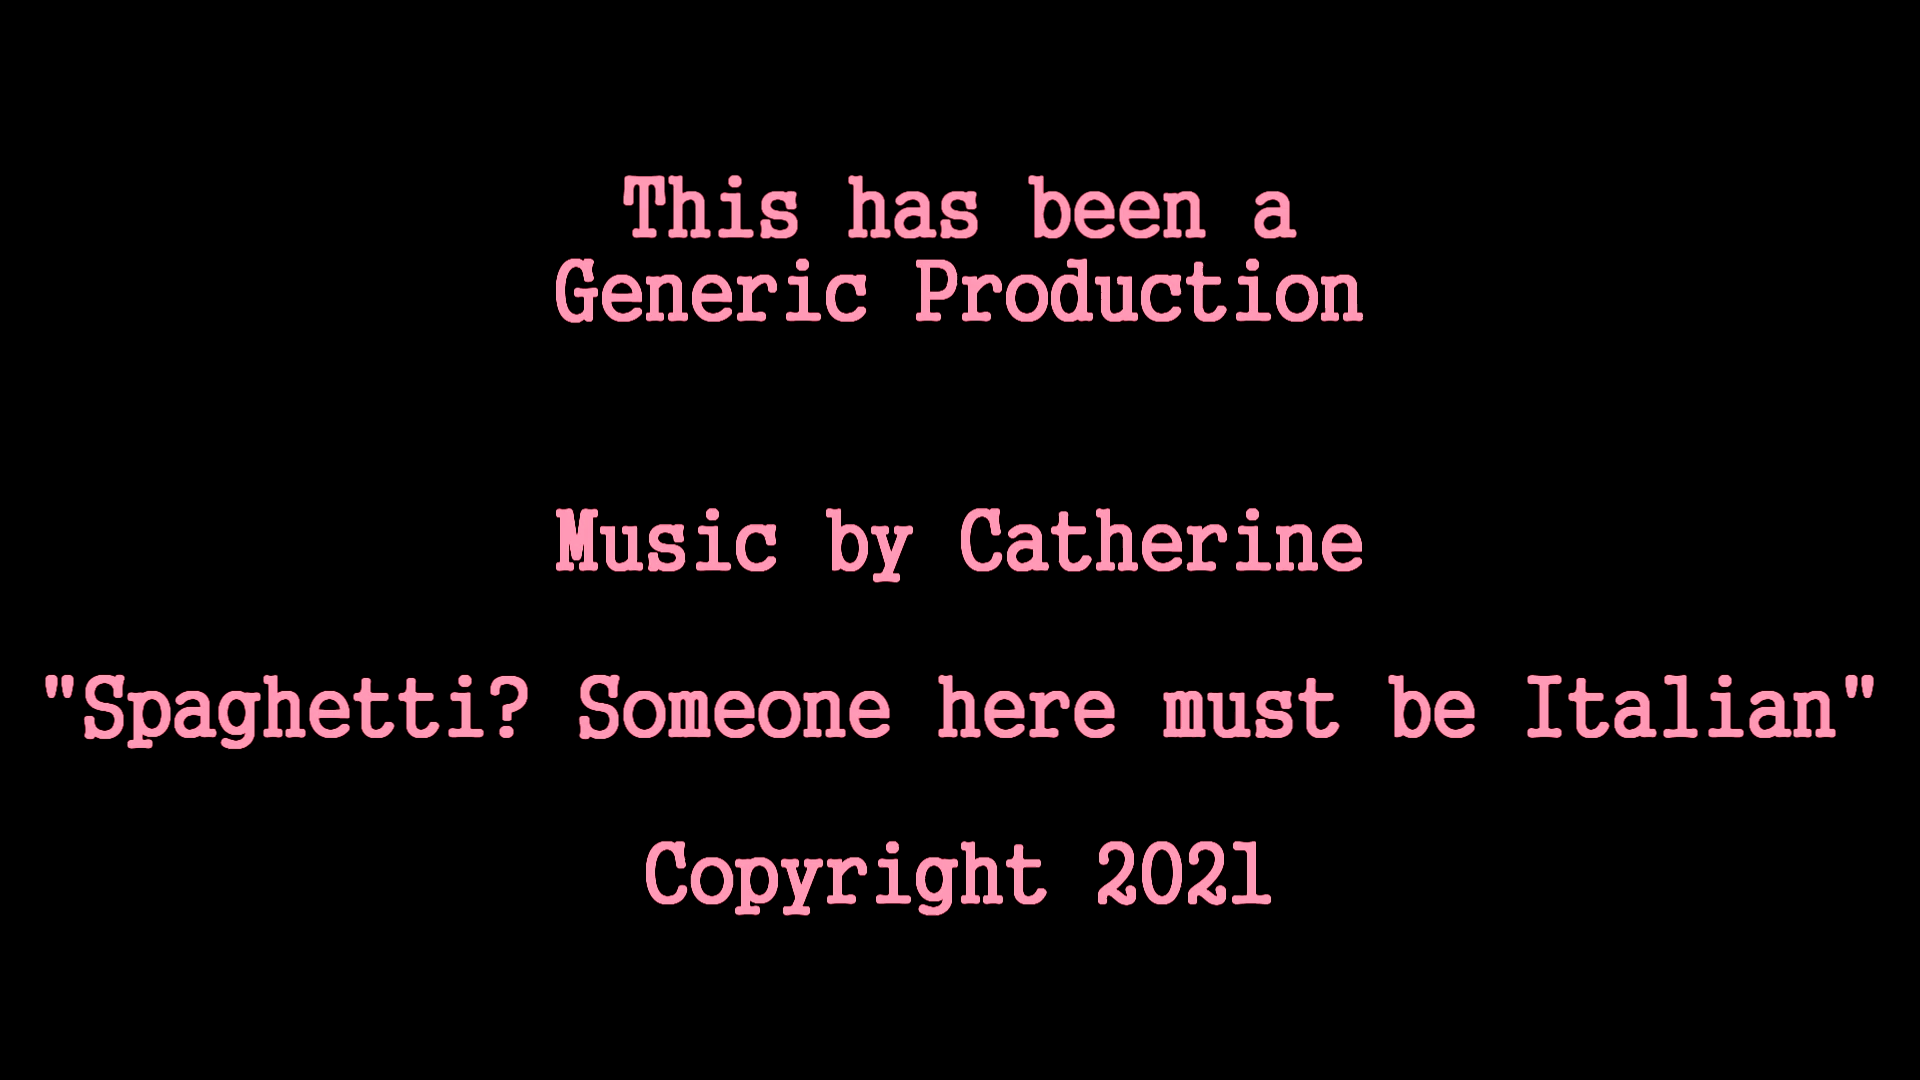 This has been a
Generic Production
Music by Catherine
"Spaghetti? Someone here must be Italian"
Copyright 2021